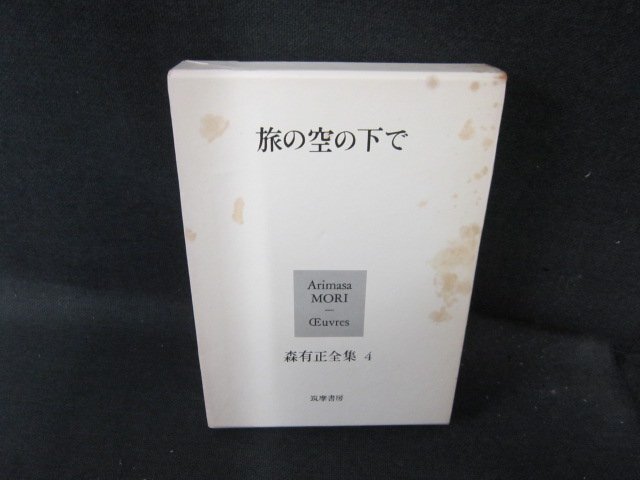 旅の空の下で
Arimasa
MORI
—
Œuvres
森有正全集 4
筑摩書房